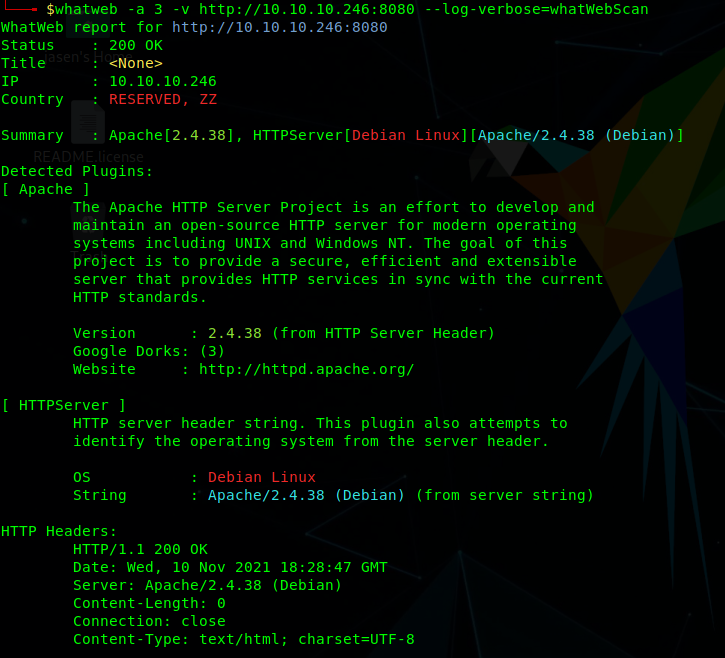 $whatweb -a 3 -v http://10.10.10.246:8080 --log-verbose=whatWebScan
WhatWeb report for http://10.10.10.246:8080
Status    : 200 OK
Title     : <None>
IP        : 10.10.10.246
Country   : RESERVED, ZZ
Summary   : Apache[2.4.38], HTTPServer[Debian Linux][Apache/2.4.38 (Debian)]
README.license
Detected Plugins:
[ Apache ]
The Apache HTTP Server Project is an effort to develop and
maintain an open-source HTTP server for modern operating
systems including UNIX and Windows NT. The goal of this
project is to provide a secure, efficient and extensible
server that provides HTTP services in sync with the current
HTTP standards.
Version      : 2.4.38 (from HTTP Server Header)
Google Dorks: (3)
Website     : http://httpd.apache.org/
[ HTTPServer ]
HTTP server header string. This plugin also attempts to
identify the operating system from the server header.
OS           : Debian Linux
String       : Apache/2.4.38 (Debian) (from server string)
HTTP Headers:
HTTP/1.1 200 OK
Date: Wed, 10 Nov 2021 18:28:47 GMT
Server: Apache/2.4.38 (Debian)
Content-Length: 0
Connection: close
Content-Type: text/html; charset=UTF-8